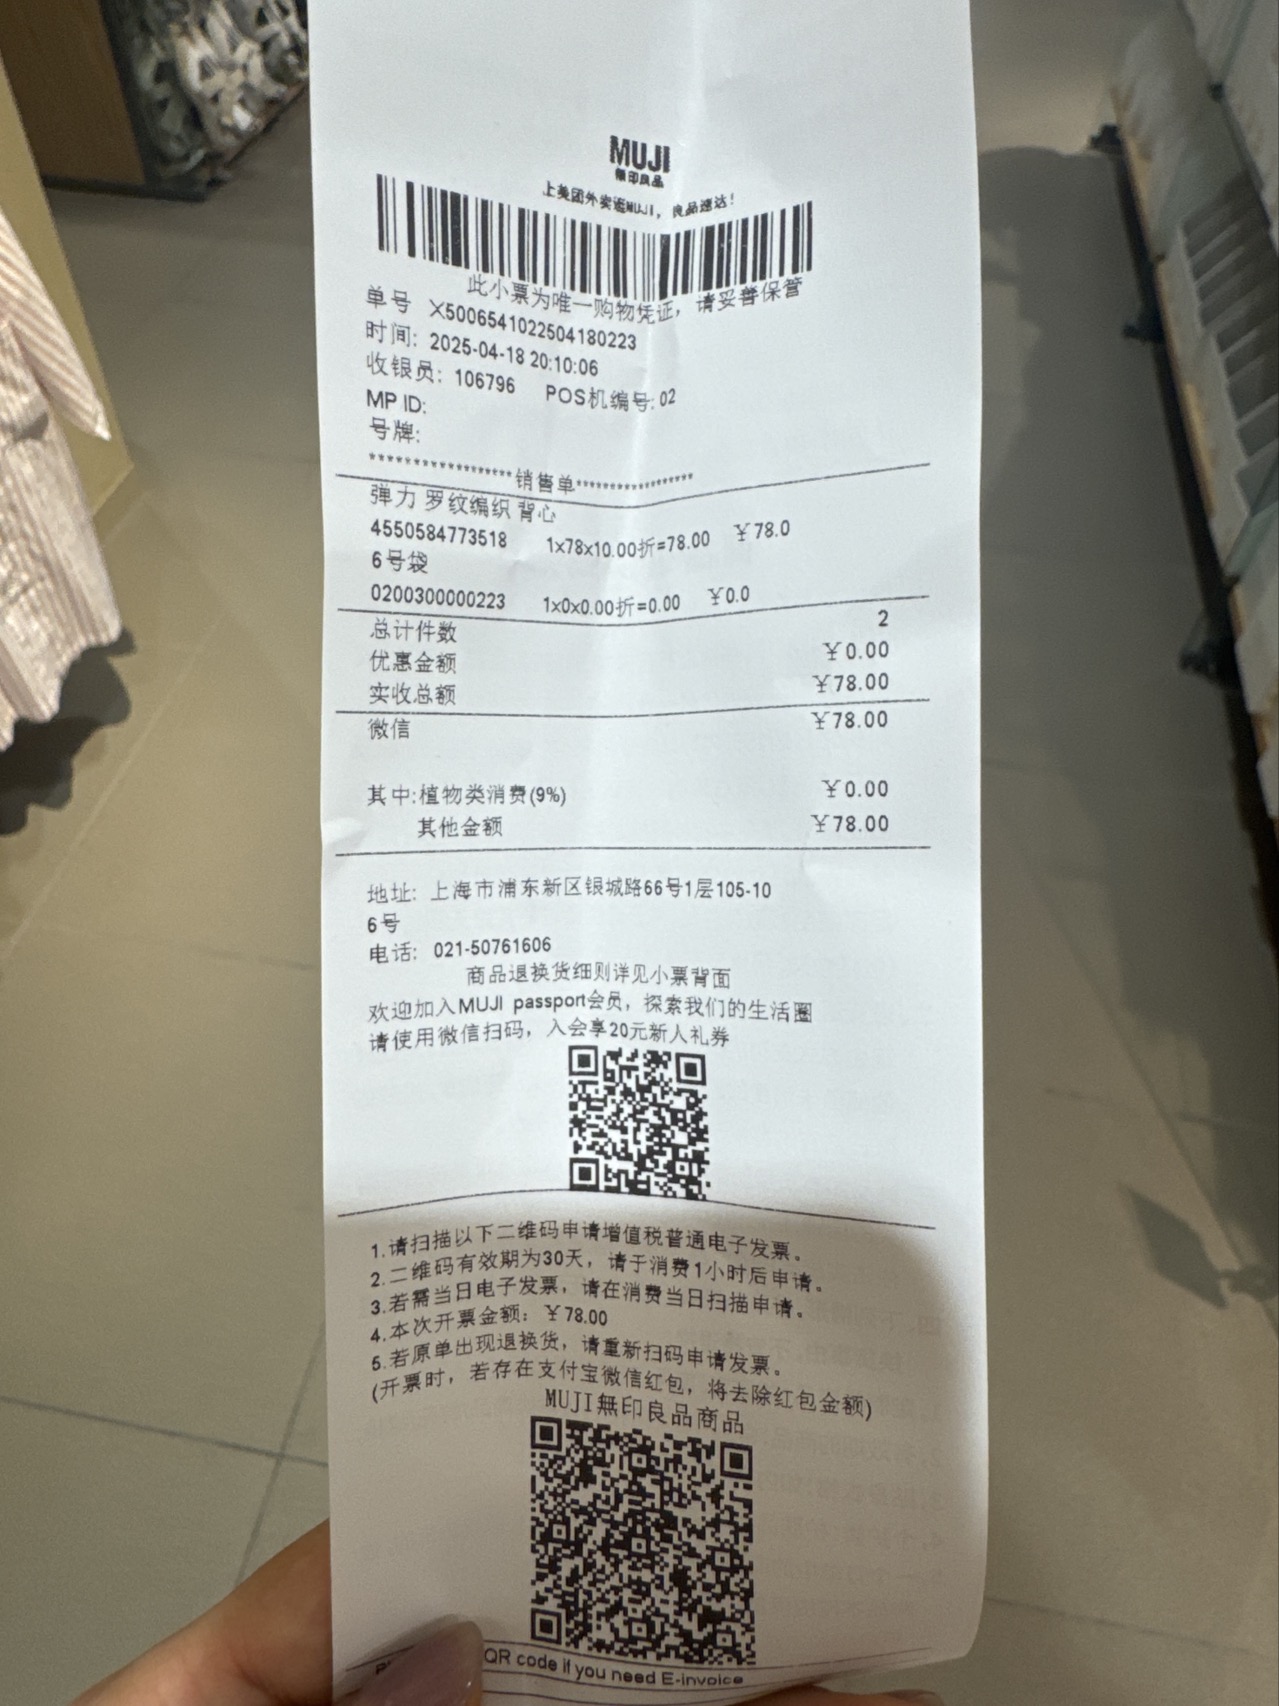 MUJI
無印良品
上美团外卖逛MUJI，良品速达！
此小票为唯一购物凭证，请妥善保管
单号 X5006541022504180223
时间: 2025-04-18 20:10:06
收银员: 106796 POS机编号: 02
MP ID:
号牌:
*******************销售单*******************
弹力 罗纹编织 背心
4550584773518 1x78x10.00折=78.00 ¥78.0
6号袋
0200300000223 1x0x0.00折=0.00 ¥0.0
总计件数 2
优惠金额 ¥0.00
实收总额 ¥78.00
微信 ¥78.00
其中:植物类消费(9%) ¥0.00
其他金额 ¥78.00
地址: 上海市浦东新区银城路66号1层105-10
6号
电话: 021-50761606
商品退换货细则详见小票背面
欢迎加入MUJI passport会员，探索我们的生活圈
请使用微信扫码，入会享20元新人礼券
1.请扫描以下二维码申请增值税普通电子发票。
2.二维码有效期为30天，请于消费1小时后申请。
3.若需当日电子发票，请在消费当日扫描申请。
4.本次开票金额: ¥78.00
5.若原单出现退换货，请重新扫码申请发票。
(开票时，若存在支付宝微信红包，将去除红包金额)
MUJI無印良品商品
QR code if you need E-invoice